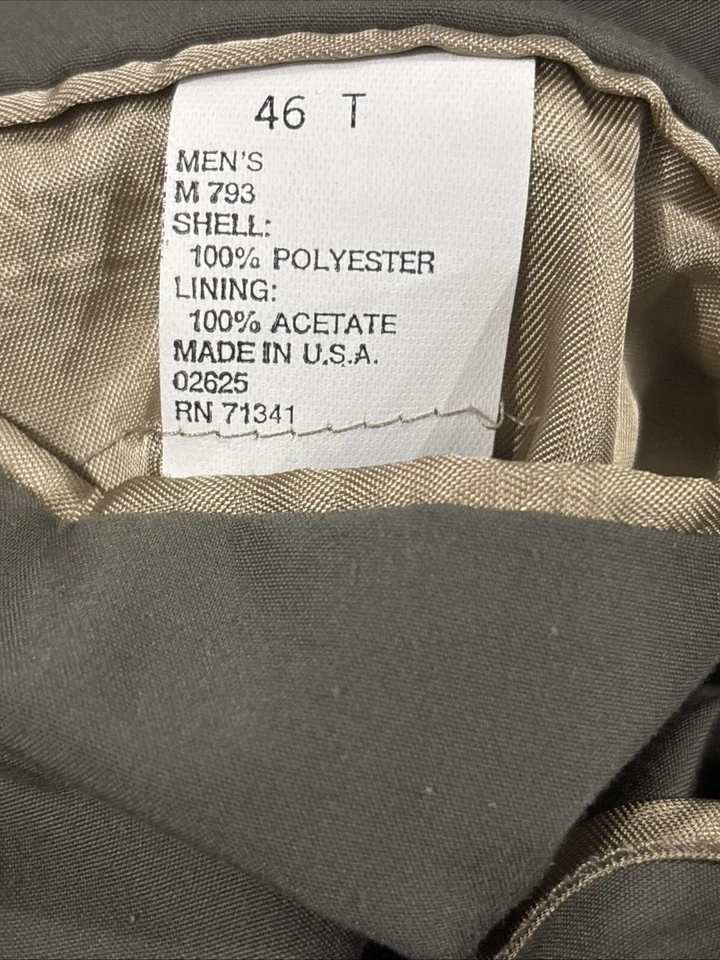 46 T
MEN'S
M 793
SHELL:
100% POLYESTER
LINING:
100% ACETATE
MADE IN U.S.A.
02625
RN 71341